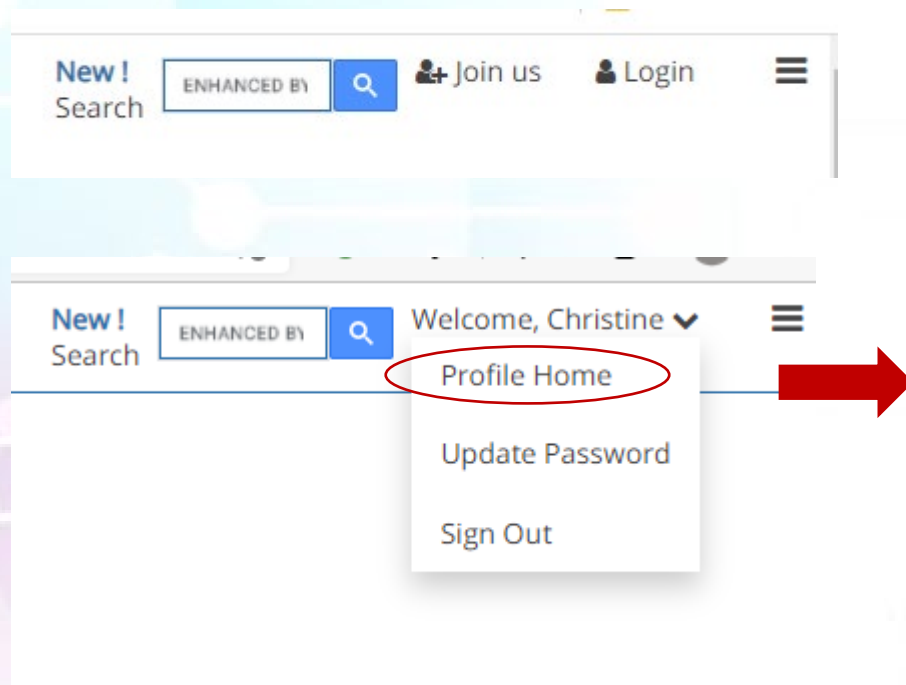 New !
Search
ENHANCED BY
Join us
Login
New !
Search
ENHANCED BY
Welcome, Christine
Profile Home
Update Password
Sign Out